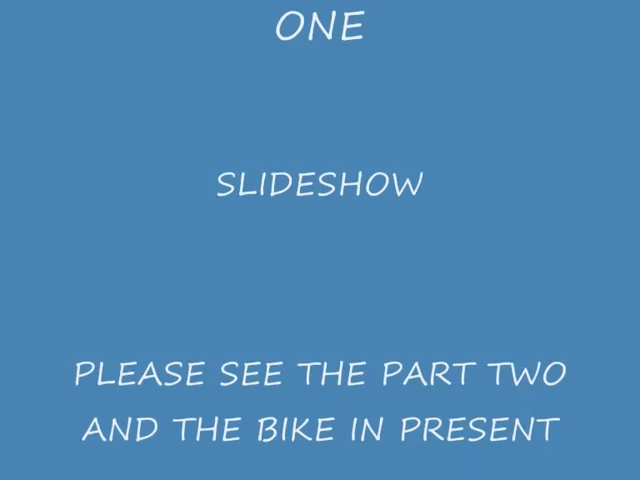 ONE
SLIDESHOW
PLEASE SEE THE PART TWO
AND THE BIKE IN PRESENT